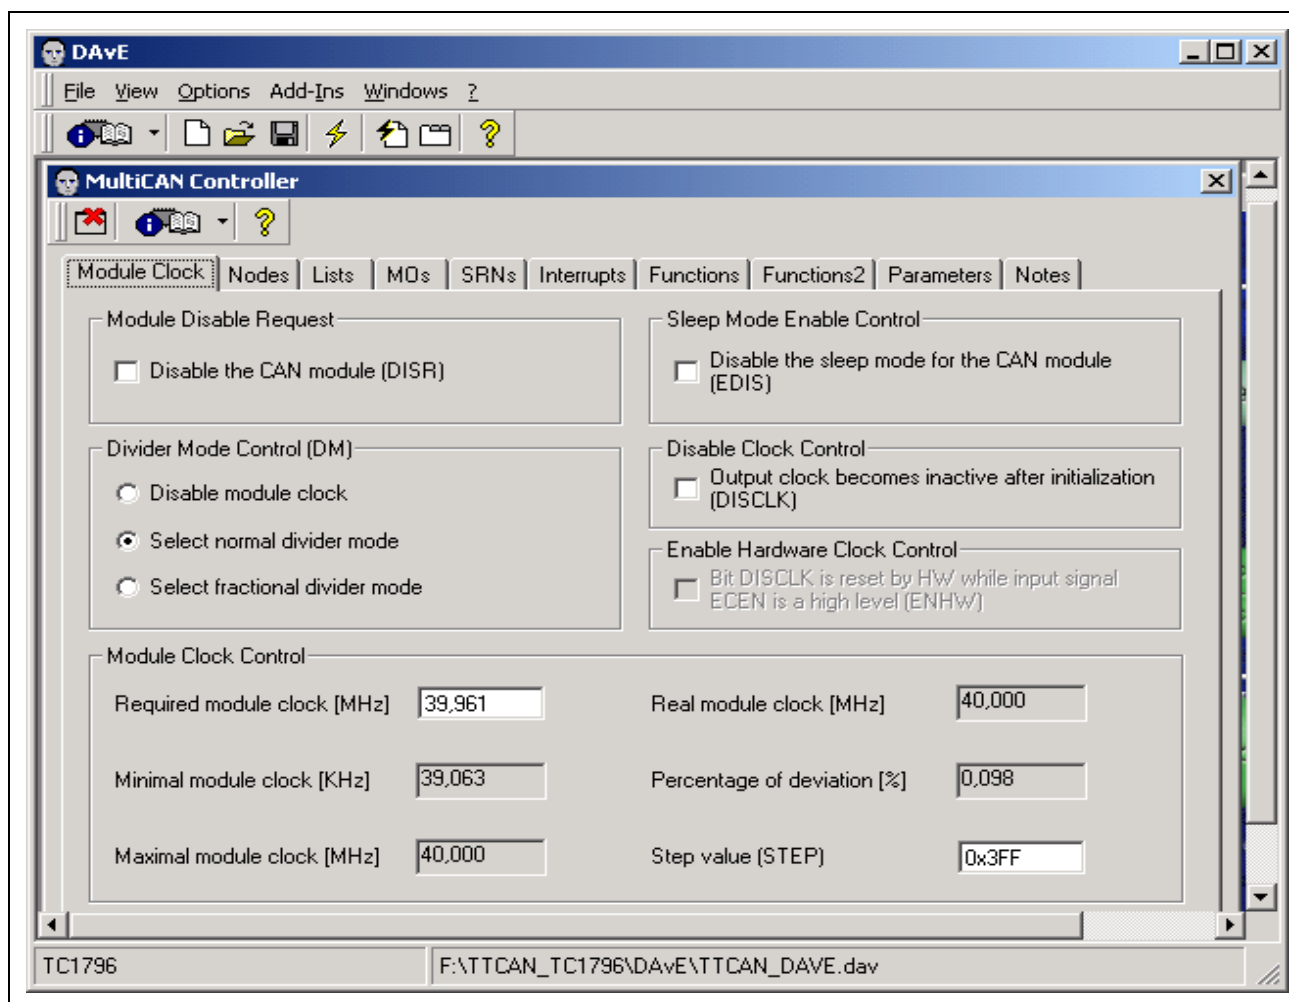 DAvE
File View Options Add-Ins Windows ?
MultiCAN Controller
Module Clock Nodes Lists MOs SRNs Interrupts Functions Functions2 Parameters Notes
Module Disable Request
Disable the CAN module (DISR)
Sleep Mode Enable Control
Disable the sleep mode for the CAN module
(EDIS)
Divider Mode Control (DM)
Disable module clock
Select normal divider mode
Select fractional divider mode
Disable Clock Control
Output clock becomes inactive after initialization
(DISCLK)
Enable Hardware Clock Control
Bit DISCLK is reset by HW while input signal
ECEN is a high level (ENHW)
Module Clock Control
Required module clock [MHz] 39,961
Real module clock [MHz] 40,000
Minimal module clock [KHz] 39,063
Percentage of deviation [%] 0,098
Maximal module clock [MHz] 40,000
Step value (STEP) 0x3FF
TC1796
F:\TTCAN_TC1796\DAvE\TTCAN_DAVE.dav